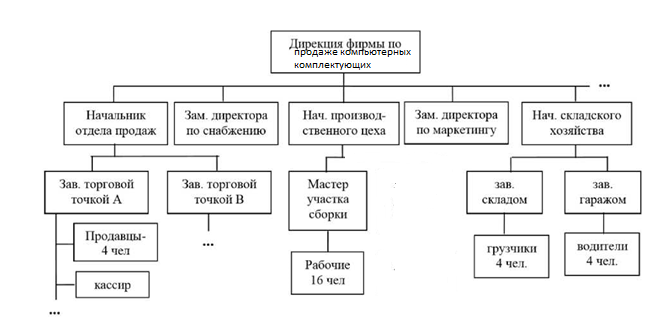 Дирекция фирмы по
продаже компьютерных
комплектующих
...
Начальник
отдела продаж
Зам. директора
по снабжению
Нач. производ-
ственного цеха
Зам. директора
по маркетингу
Нач. складского
хозяйства
Зав. торговой
точкой А
Зав. торговой
точкой В
Мастер
участка
сборки
зав.
складом
зав.
гаражом
Продавцы-
4 чел
...
грузчики
4 чел.
водители
4 чел.
Рабочие
16 чел
кассир
...